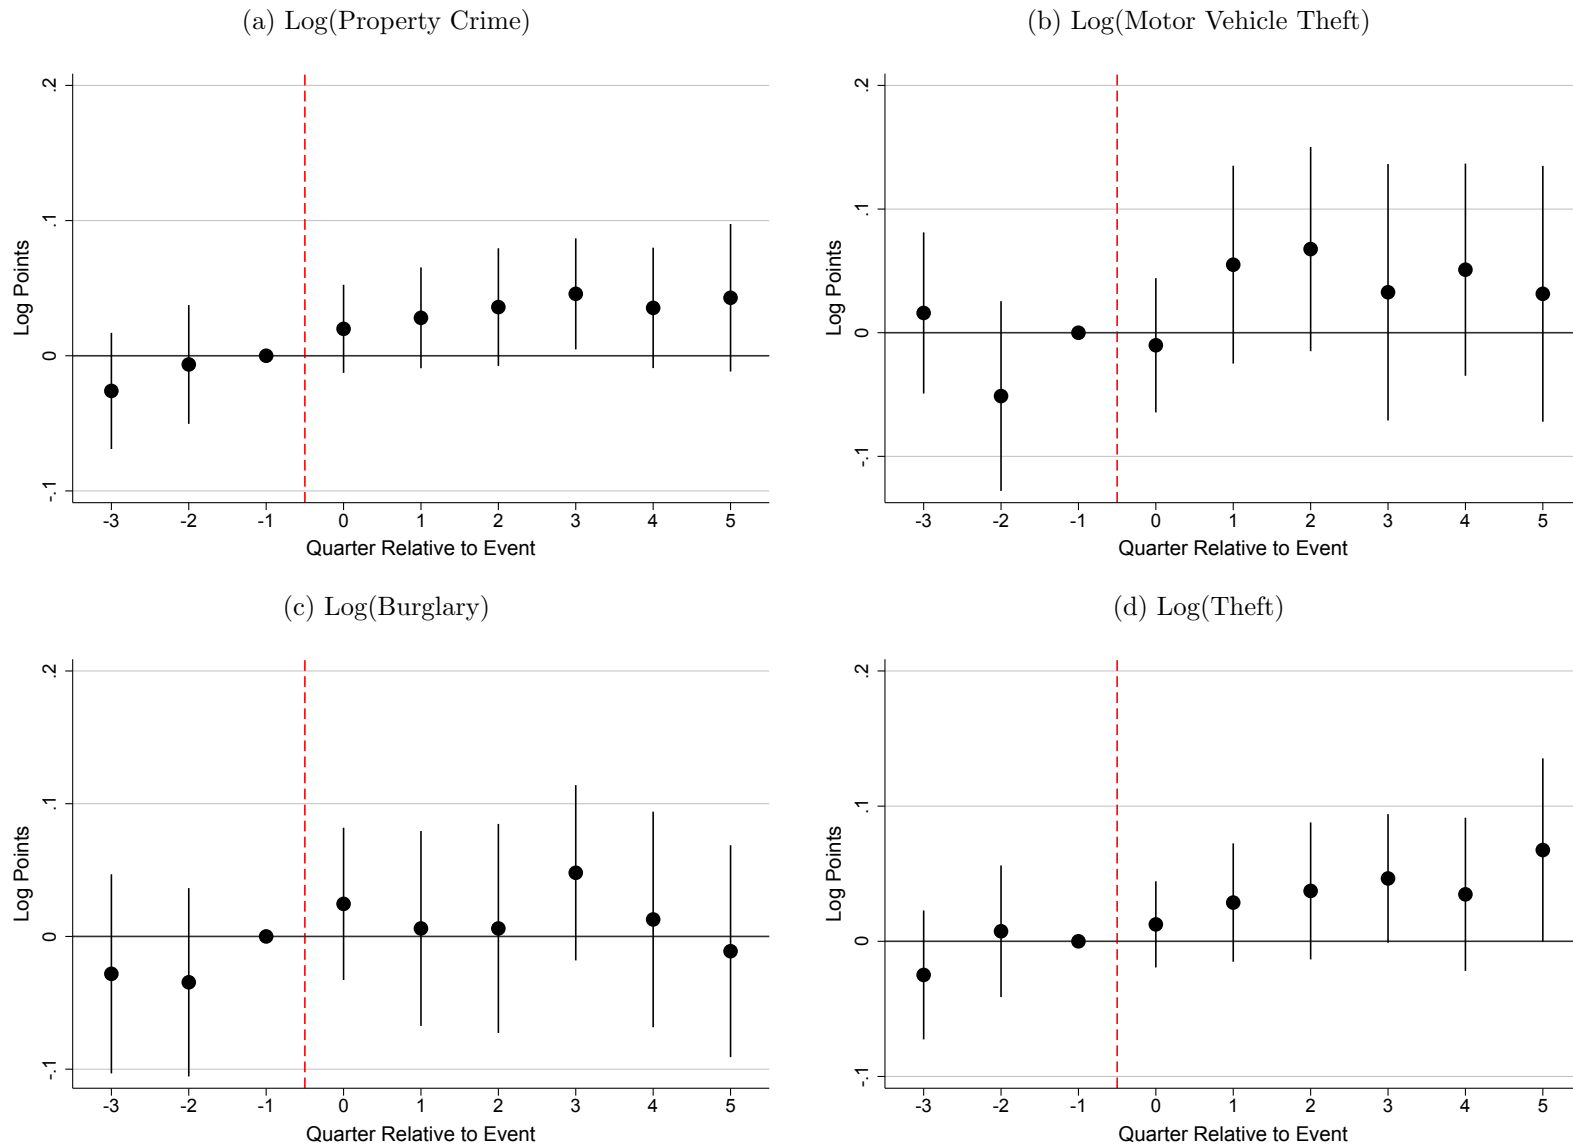 (a) Log(Property Crime)
.2
.1
0
-.1
Log Points
-3 -2 -1 0 1 2 3 4 5
Quarter Relative to Event
(b) Log(Motor Vehicle Theft)
.2
.1
0
-.1
Log Points
-3 -2 -1 0 1 2 3 4 5
Quarter Relative to Event
(c) Log(Burglary)
.2
.1
0
-.1
Log Points
-3 -2 -1 0 1 2 3 4 5
Quarter Relative to Event
(d) Log(Theft)
.2
.1
0
-.1
Log Points
-3 -2 -1 0 1 2 3 4 5
Quarter Relative to Event